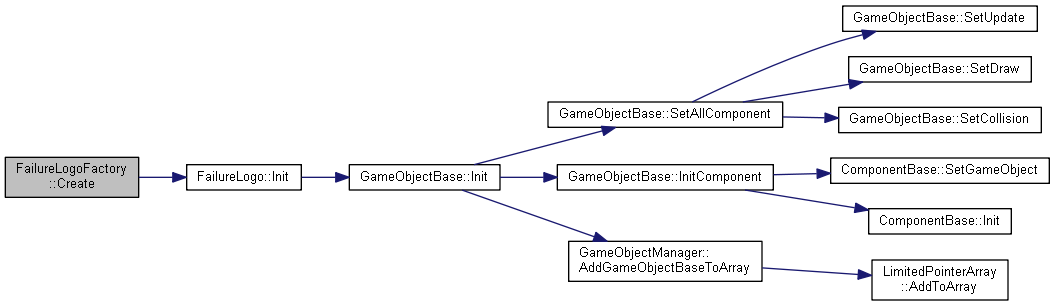 FailureLogoFactory
::Create
FailureLogo::Init
GameObjectBase::Init
GameObjectBase::SetAllComponent
GameObjectBase::SetUpdate
GameObjectBase::SetDraw
GameObjectBase::SetCollision
GameObjectBase::InitComponent
ComponentBase::SetGameObject
ComponentBase::Init
GameObjectManager::
AddGameObjectBaseToArray
LimitedPointerArray
::AddToArray